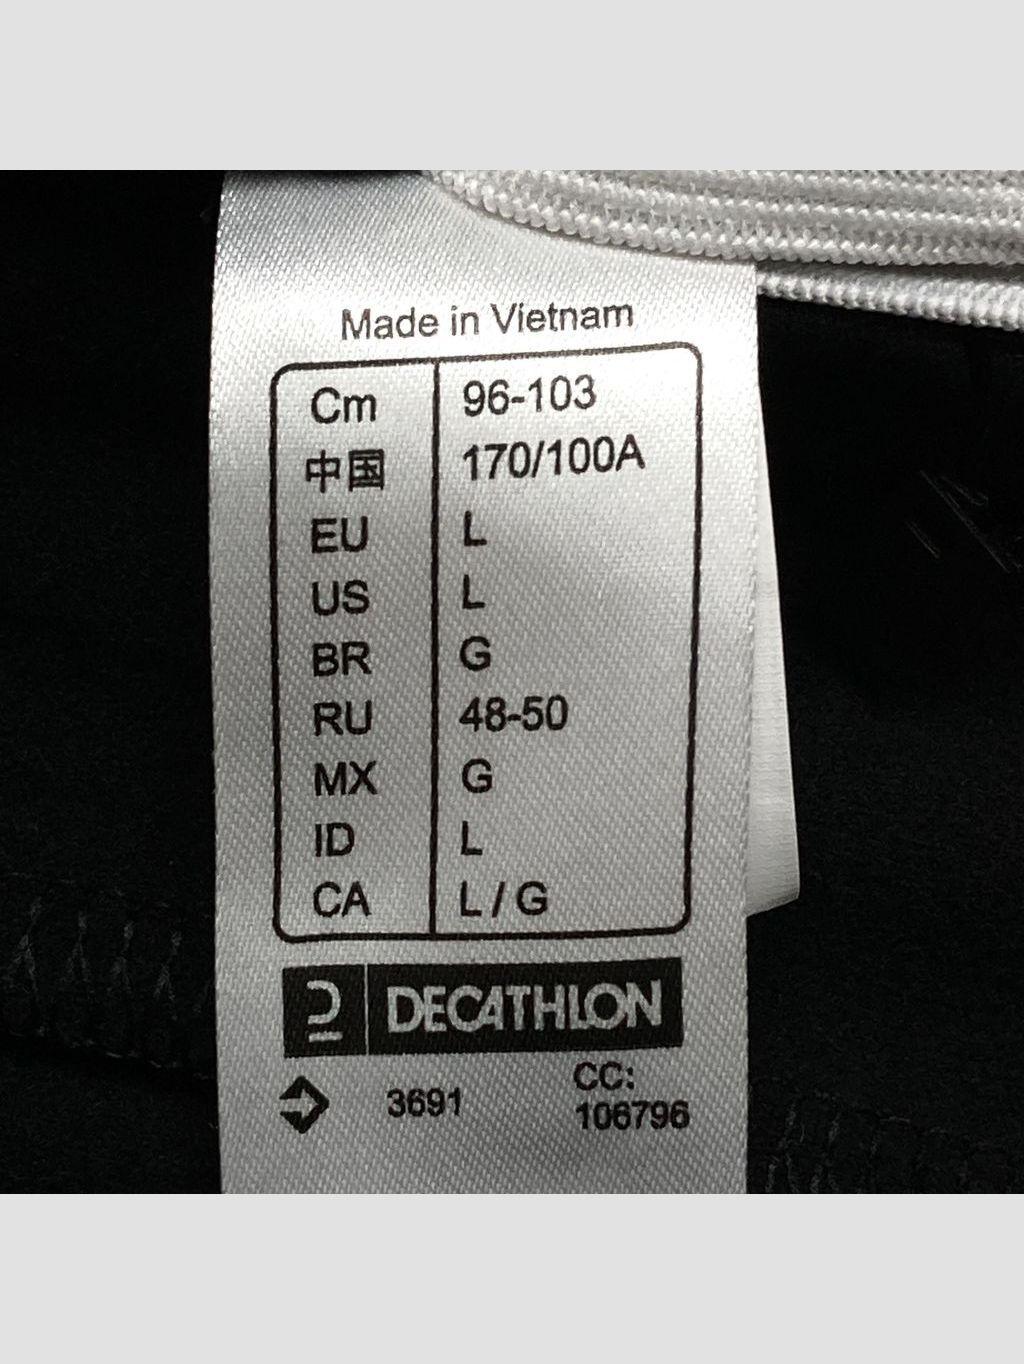 Made in Vietnam
Cm 96-103
中国 170/100A
EU L
US L
BR G
RU 48-50
MX G
ID L
CA L / G
DECATHLON
3691 CC:
106796